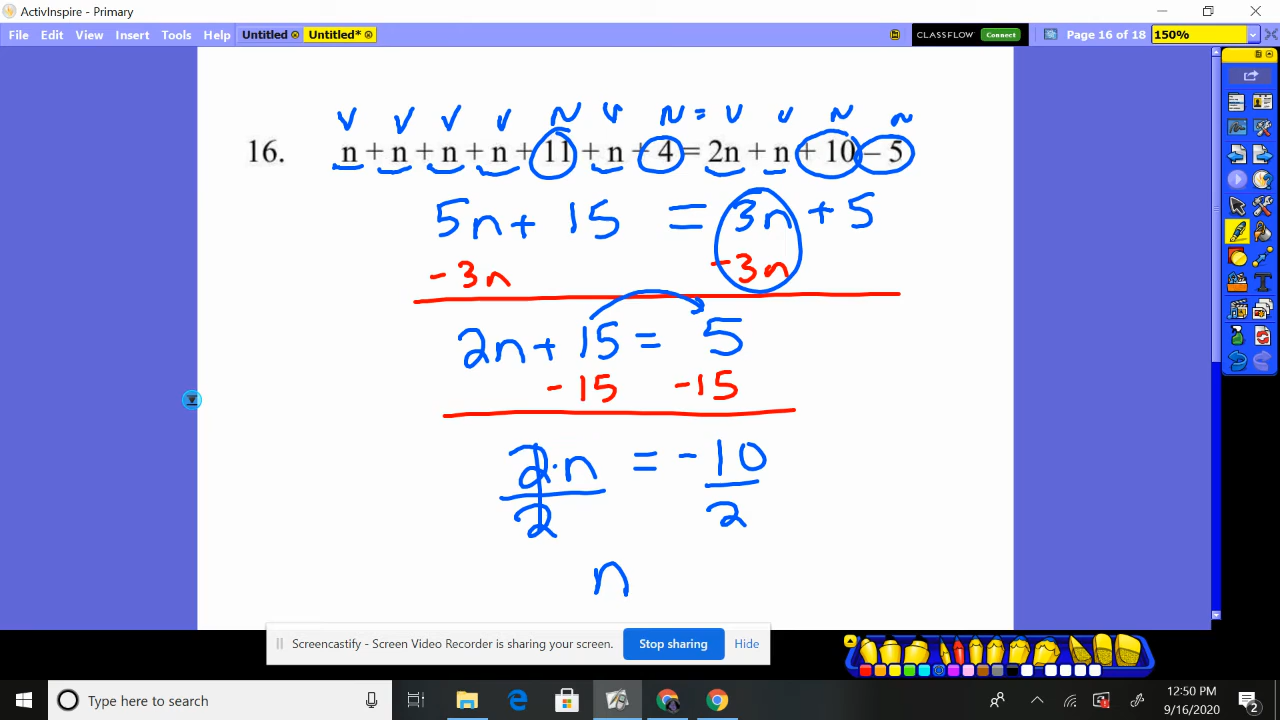 ActivInspire - Primary
File Edit View Insert Tools Help Untitled Untitled* CLASSFLOW Connect Page 16 of 18 150%
v v v v N v N = v v N N
16. n + n + n + n + 11 + n + 4 = 2n + n + 10 – 5
5n + 15 = 3n + 5
-3n -3n
2n + 15 = 5
-15 -15
2·n = -10
2 2
n
Screencastify - Screen Video Recorder is sharing your screen. Stop sharing Hide
Type here to search
12:50 PM
9/16/2020
2